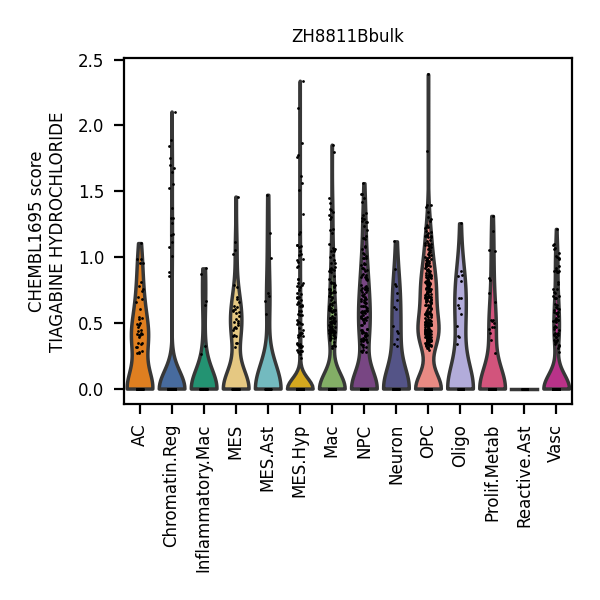 ZH8811Bbulk
CHEMBL1695 score
TIAGABINE HYDROCHLORIDE
2.5
2.0
1.5
1.0
0.5
0.0
AC
Chromatin.Reg
Inflammatory.Mac
MES
MES.Ast
MES.Hyp
Mac
NPC
Neuron
OPC
Oligo
Prolif.Metab
Reactive.Ast
Vasc